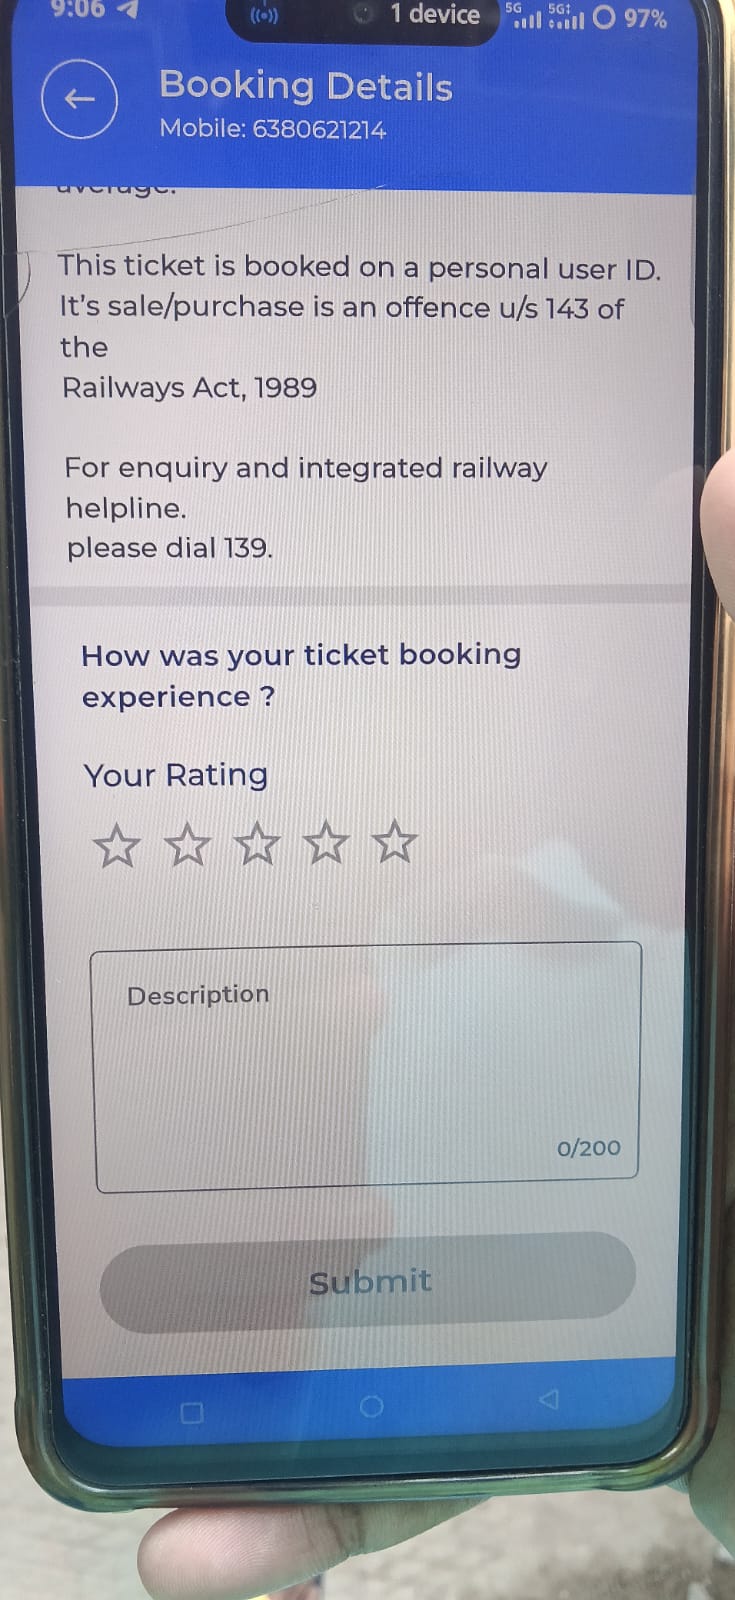 9:06
1 device
5G
5G
97%
Booking Details
Mobile: 6380621214
average.
This ticket is booked on a personal user ID.
It's sale/purchase is an offence u/s 143 of
the
Railways Act, 1989
For enquiry and integrated railway
helpline.
please dial 139.
How was your ticket booking
experience ?
Your Rating
Description
0/200
Submit